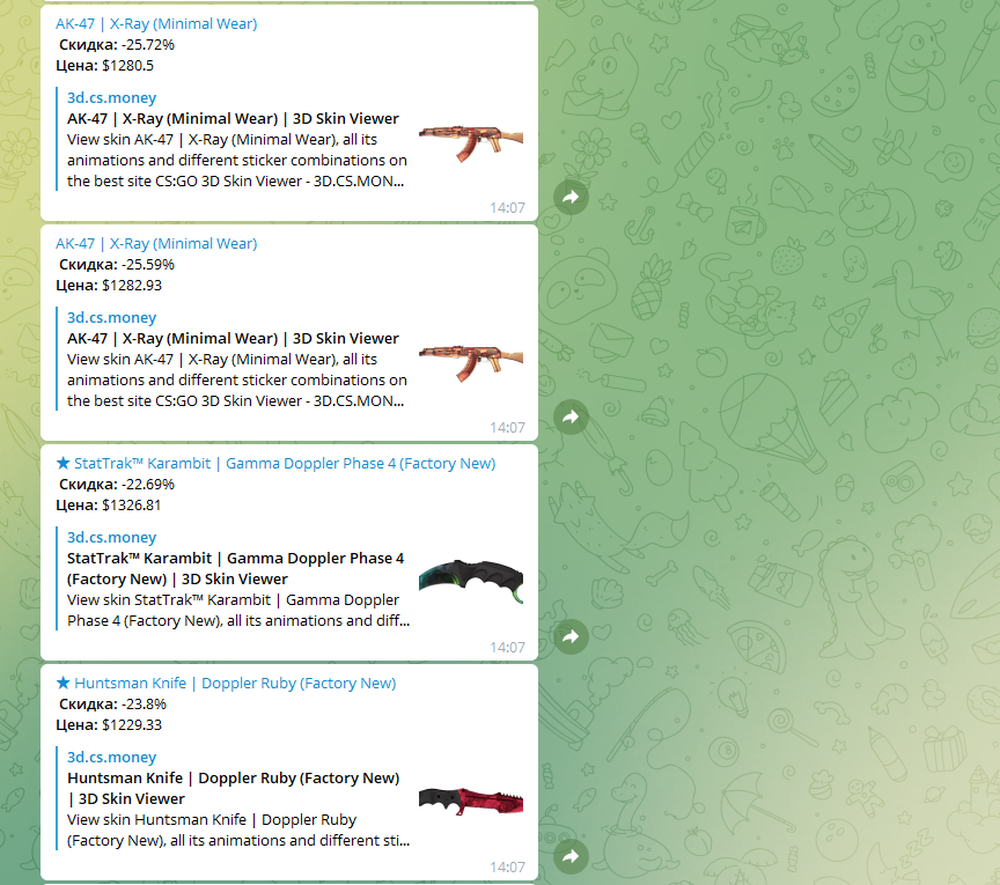 AK-47 | X-Ray (Minimal Wear)
Скидка: -25.72%
Цена: $1280.5
3d.cs.money
AK-47 | X-Ray (Minimal Wear) | 3D Skin Viewer
View skin AK-47 | X-Ray (Minimal Wear), all its
animations and different sticker combinations on
the best site CS:GO 3D Skin Viewer - 3D.CS.MON...
14:07
AK-47 | X-Ray (Minimal Wear)
Скидка: -25.59%
Цена: $1282.93
3d.cs.money
AK-47 | X-Ray (Minimal Wear) | 3D Skin Viewer
View skin AK-47 | X-Ray (Minimal Wear), all its
animations and different sticker combinations on
the best site CS:GO 3D Skin Viewer - 3D.CS.MON...
14:07
★ StatTrak™ Karambit | Gamma Doppler Phase 4 (Factory New)
Скидка: -22.69%
Цена: $1326.81
3d.cs.money
StatTrak™ Karambit | Gamma Doppler Phase 4
(Factory New) | 3D Skin Viewer
View skin StatTrak™ Karambit | Gamma Doppler
Phase 4 (Factory New), all its animations and diff...
14:07
★ Huntsman Knife | Doppler Ruby (Factory New)
Скидка: -23.8%
Цена: $1229.33
3d.cs.money
Huntsman Knife | Doppler Ruby (Factory New)
| 3D Skin Viewer
View skin Huntsman Knife | Doppler Ruby
(Factory New), all its animations and different sti...
14:07